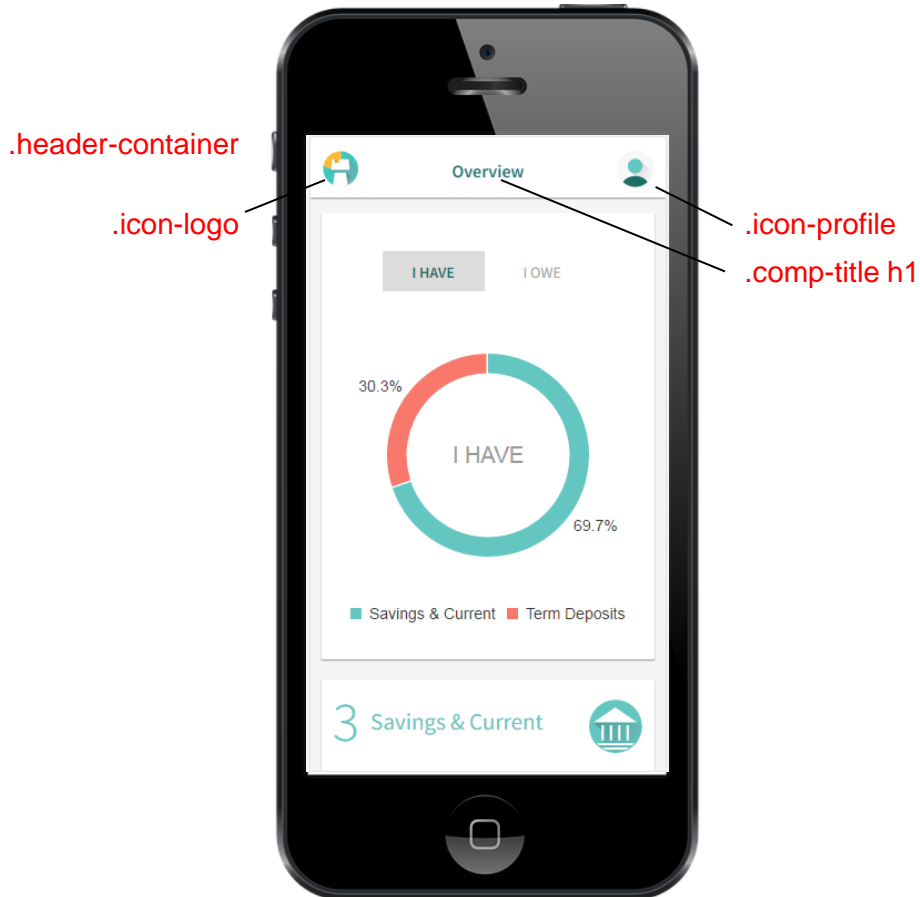 .header-container
Overview
.icon-logo
.icon-profile
.comp-title h1
I HAVE I OWE
30.3%
I HAVE
69.7%
Savings & Current Term Deposits
3 Savings & Current